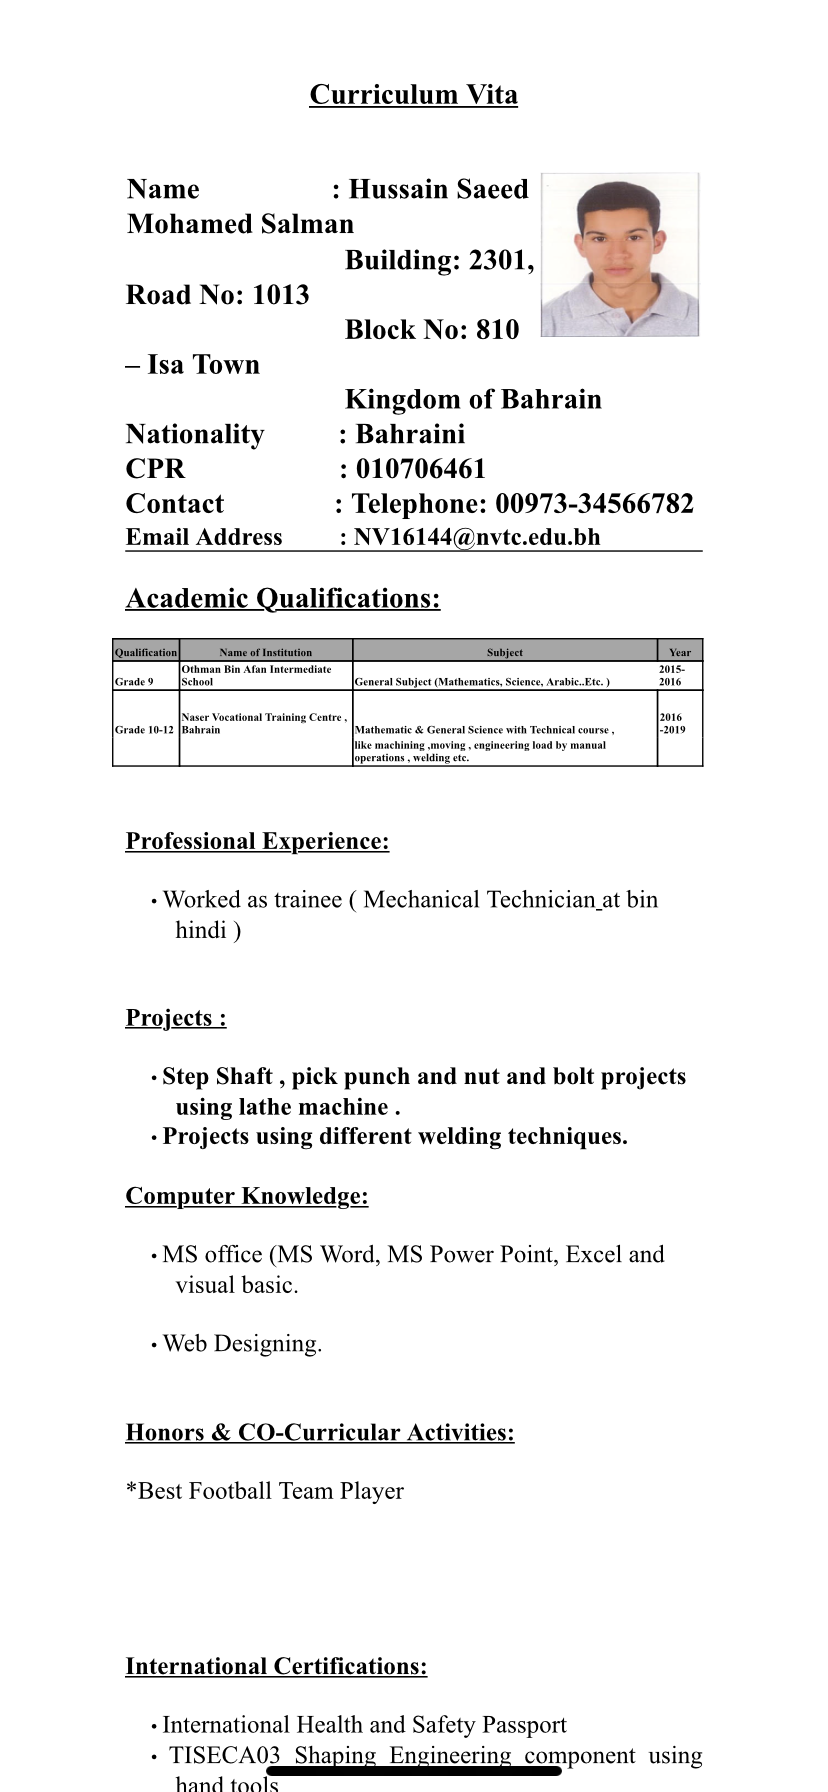 Curriculum Vita
Name : Hussain Saeed
Mohamed Salman
Building: 2301,
Road No: 1013
Block No: 810
– Isa Town
Kingdom of Bahrain
Nationality : Bahraini
CPR : 010706461
Contact : Telephone: 00973-34566782
Email Address : NV16144@nvtc.edu.bh
Academic Qualifications:
Qualification Name of Institution Subject Year
Othman Bin Afan Intermediate 2015-
Grade 9 School General Subject (Mathematics, Science, Arabic..Etc. ) 2016
Naser Vocational Training Centre , 2016
Grade 10-12 Bahrain Mathematic & General Science with Technical course , -2019
like machining ,moving , engineering load by manual
operations , welding etc.
Professional Experience:
• Worked as trainee ( Mechanical Technician_at bin
hindi )
Projects :
• Step Shaft , pick punch and nut and bolt projects
using lathe machine .
• Projects using different welding techniques.
Computer Knowledge:
• MS office (MS Word, MS Power Point, Excel and
visual basic.
• Web Designing.
Honors & CO-Curricular Activities:
*Best Football Team Player
International Certifications:
• International Health and Safety Passport
• TISECA03 Shaping Engineering component using
hand tools